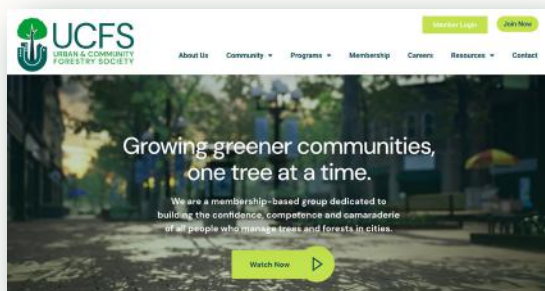 UCFS
URBAN & COMMUNITY
FORESTRY SOCIETY
Member Login
Join Now
About Us
Community
Programs
Membership
Careers
Resources
Contact
Growing greener communities,
one tree at a time.
We are a membership-based group dedicated to
building the confidence, competence and camaraderie
of all people who manage trees and forests in cities.
Watch Now